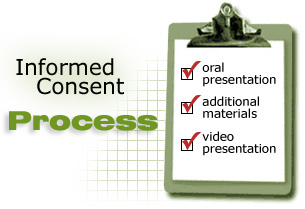 Informed
Consent
Process
oral
presentation
additional
materials
video
presentation